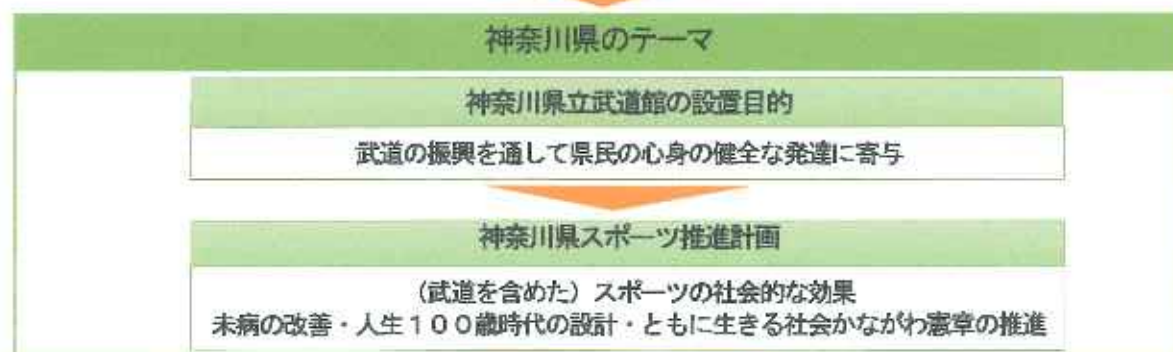 神奈川県のテーマ
神奈川県立武道館の設置目的
武道の振興を通して県民の心身の健全な発達に寄与
神奈川県スポーツ推進計画
(武道を含めた)スポーツの社会的な効果
未病の改善・人生100歳時代の設計・ともに生きる社会かながわ憲章の推進